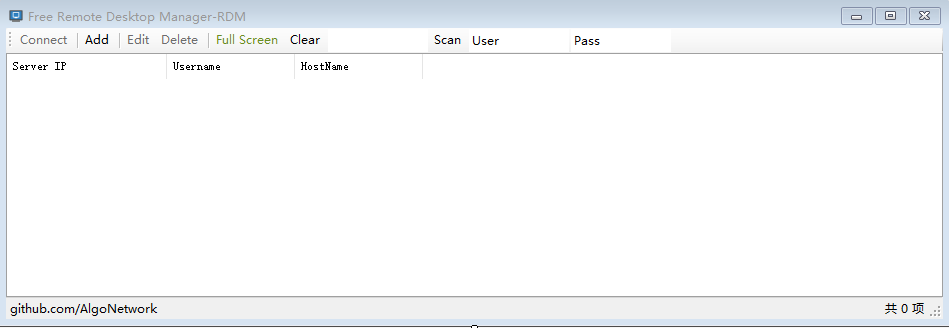 Free Remote Desktop Manager-RDM
Connect Add Edit Delete Full Screen Clear Scan User Pass
Server IP Username HostName
github.com/AlgoNetwork 共 0 项